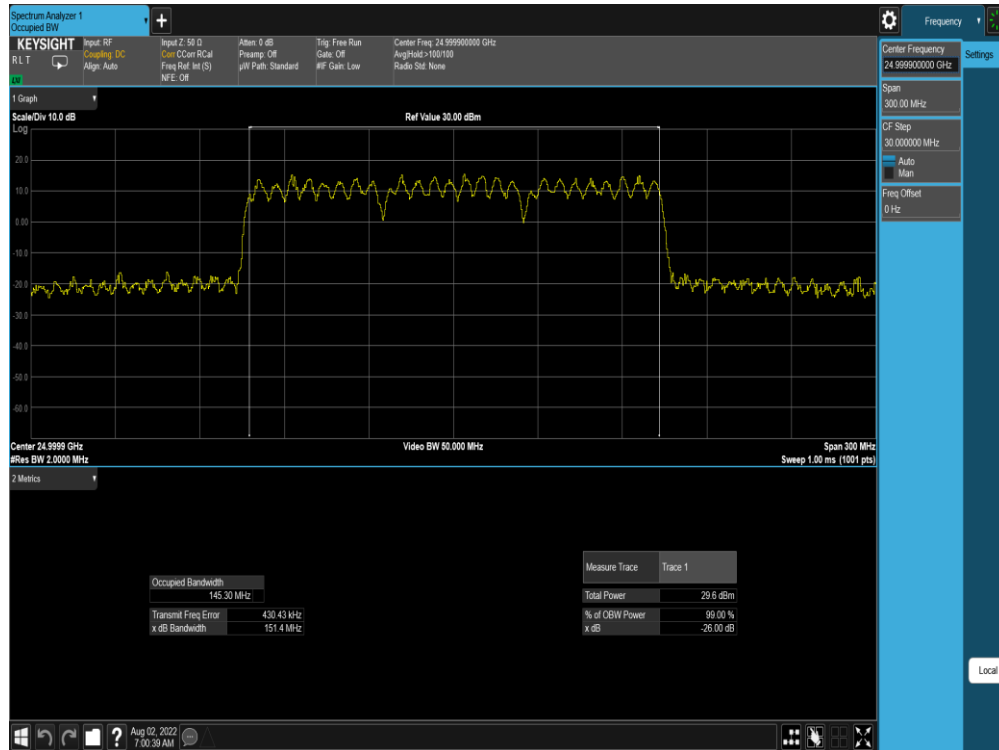 Spectrum Analyzer 1
Occupied BW
+
Frequency
KEYSIGHT
R L T
LXI
Input: RF
Coupling: DC
Align: Auto
Input Z: 50 Ω
Corr CCorr RCal
Freq Ref: Int (S)
NFE: Off
Atten: 0 dB
Preamp: Off
µW Path: Standard
Trig: Free Run
Gate: Off
#IF Gain: Low
Center Freq: 24.999900000 GHz
Avg|Hold:>100/100
Radio Std: None
Center Frequency
24.999900000 GHz
Settings
Span
300.00 MHz
CF Step
30.000000 MHz
Auto
Man
Freq Offset
0 Hz
1 Graph
Scale/Div 10.0 dB
Ref Value 30.00 dBm
Log
20.0
10.0
0.00
-10.0
-20.0
-30.0
-40.0
-50.0
-60.0
Center 24.9999 GHz
Video BW 50.000 MHz
Span 300 MHz
#Res BW 2.0000 MHz
Sweep 1.00 ms (1001 pts)
2 Metrics
Measure Trace
Trace 1
Occupied Bandwidth
145.30 MHz
Total Power
29.6 dBm
Transmit Freq Error
430.43 kHz
% of OBW Power
99.00 %
x dB Bandwidth
151.4 MHz
x dB
-26.00 dB
Local
?
Aug 02, 2022
7:00:39 AM